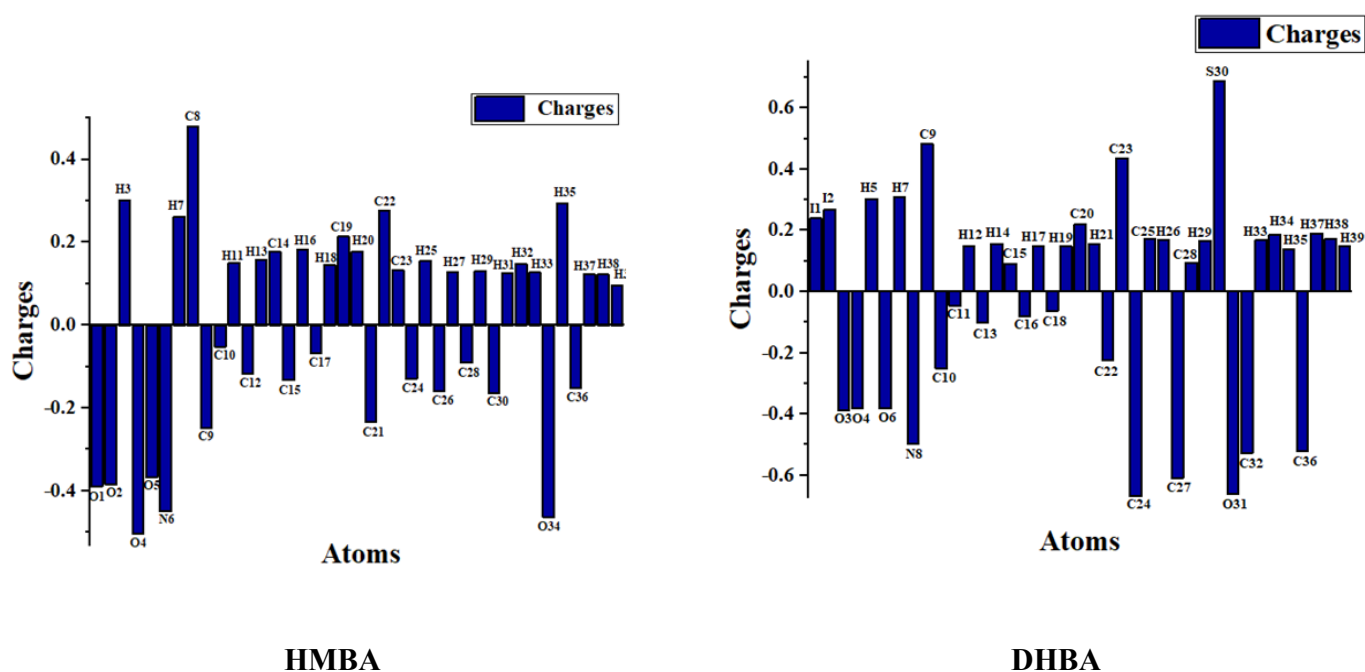 Charges
C8
0.4
H3
H35
H7
C22
C19
0.2
H16
C14
H20
H11
H13
H18
C23
H25
H27
H29
H31
H32
H33
H37
H38
0.0
C10
C17
C12
C15
C24
C28
C36
C26
C30
-0.2
C9
C21
-0.4
O1
O2
O5
N6
O4
O34
Charges
Atoms
HMBA
Charges
S30
0.6
C9
C23
0.4
H5
H7
I1
I2
C20
0.2
H12
H14
C15
H17
H19
H21
C25
H26
C28
H29
H33
H34
H35
H37
H38
H39
0.0
C11
C13
C16
C18
-0.2
C10
C22
-0.4
O3
O4
O6
N8
C32
C36
-0.6
C24
C27
O31
Charges
Atoms
DHBA